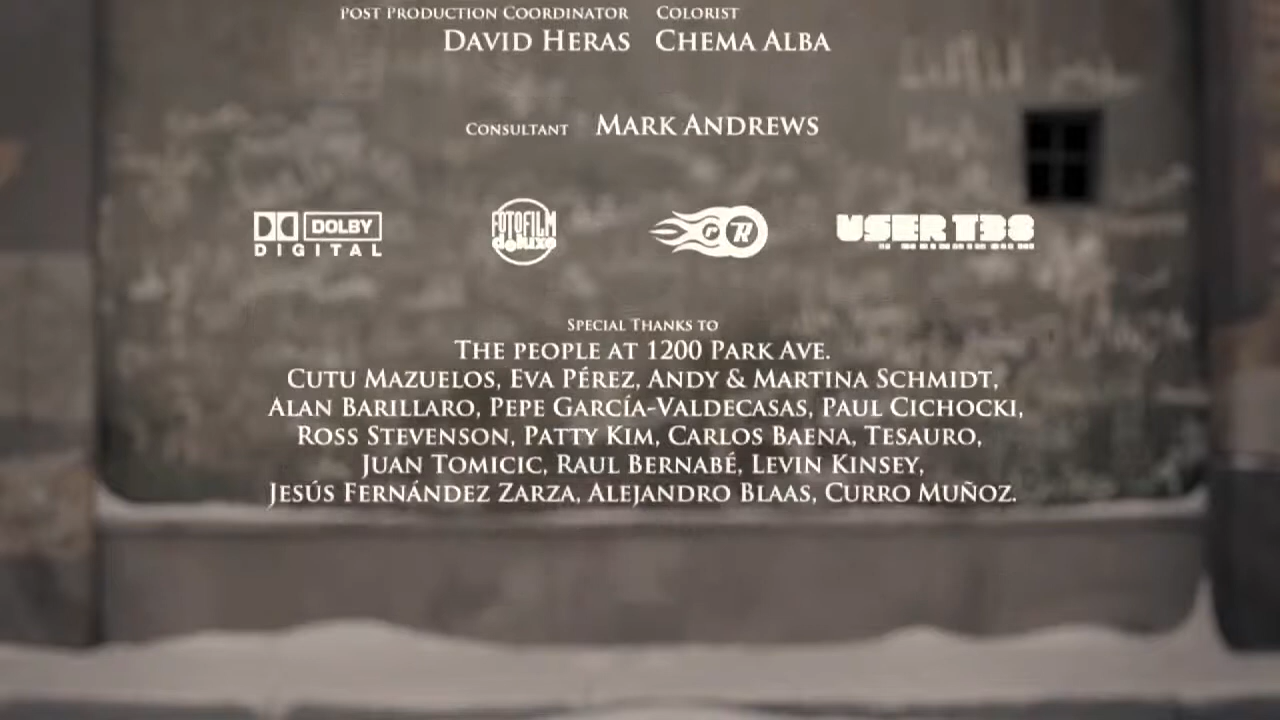 POST PRODUCTION COORDINATOR COLORIST
DAVID HERAS CHEMA ALBA
CONSULTANT MARK ANDREWS
DOLBY
DIGITAL
FOTOFILM
deluxe
R
USER T38
SPECIAL THANKS TO
THE PEOPLE AT 1200 PARK AVE.
CUTU MAZUELOS, EVA PÉREZ, ANDY & MARTINA SCHMIDT,
ALAN BARILLARO, PEPE GARCÍA-VALDECASAS, PAUL CICHOCKI,
ROSS STEVENSON, PATTY KIM, CARLOS BAENA, TESAURO,
JUAN TOMICIC, RAUL BERNABÉ, LEVIN KINSEY,
JESÚS FERNÁNDEZ ZARZA, ALEJANDRO BLAAS, CURRO MUÑOZ.